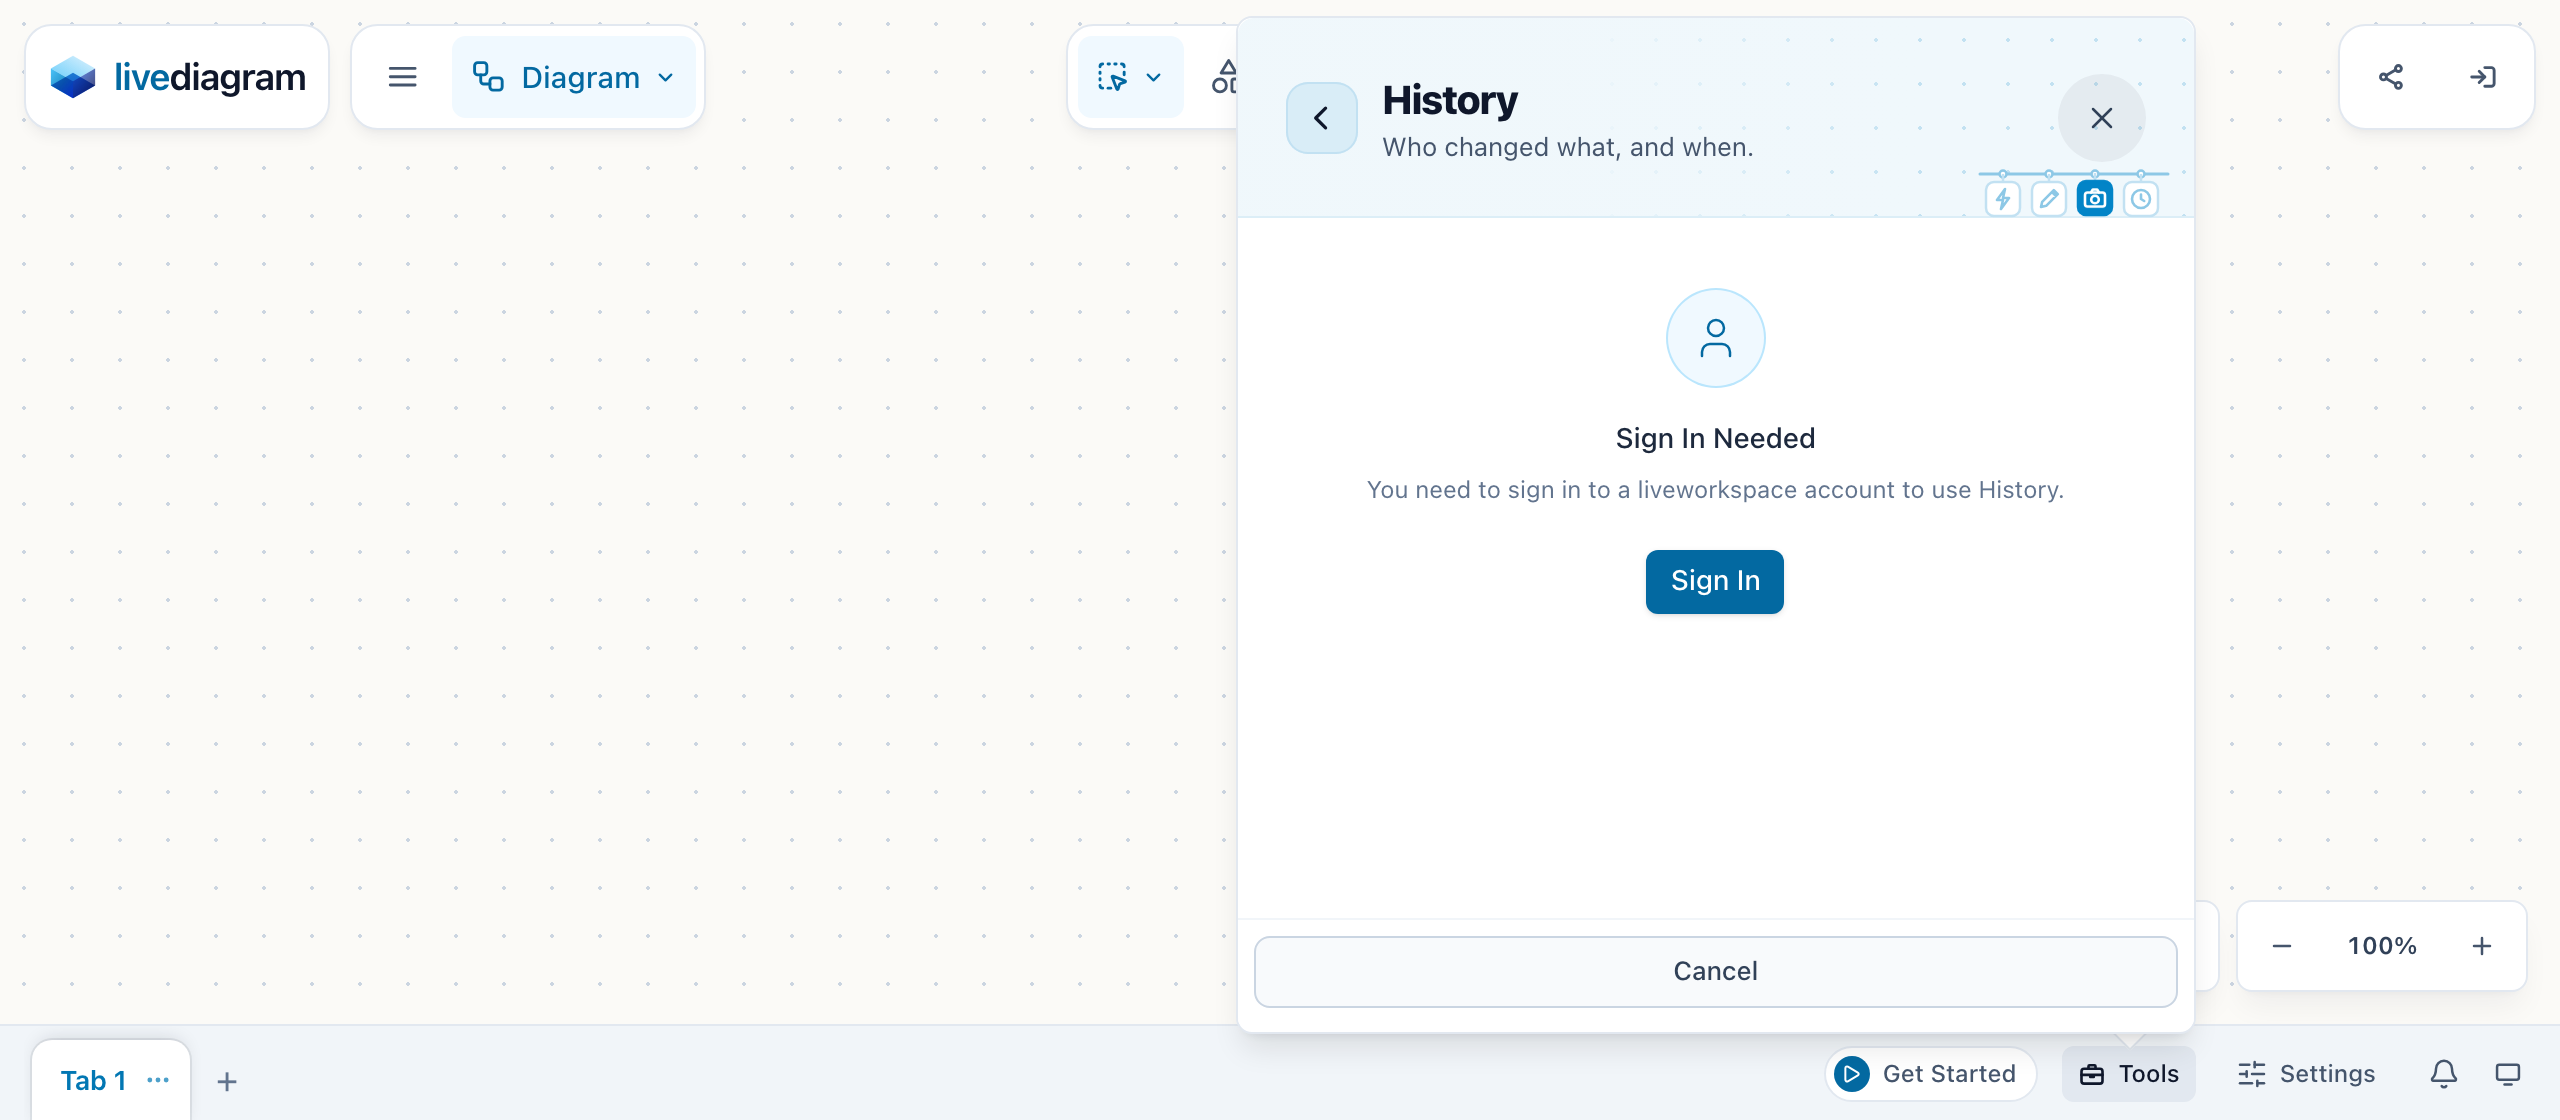 livediagram
Diagram
History
Who changed what, and when.
Sign In Needed
You need to sign in to a liveworkspace account to use History.
Sign In
Cancel
100%
Tab 1
Get Started
Tools
Settings